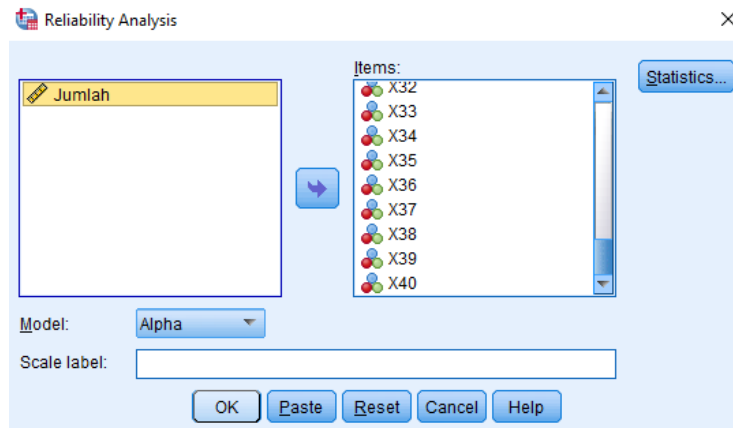 Reliability Analysis
Items:
Jumlah
X32
X33
X34
X35
X36
X37
X38
X39
X40
Statistics...
Model:
Alpha
Scale label:
OK
Paste
Reset
Cancel
Help